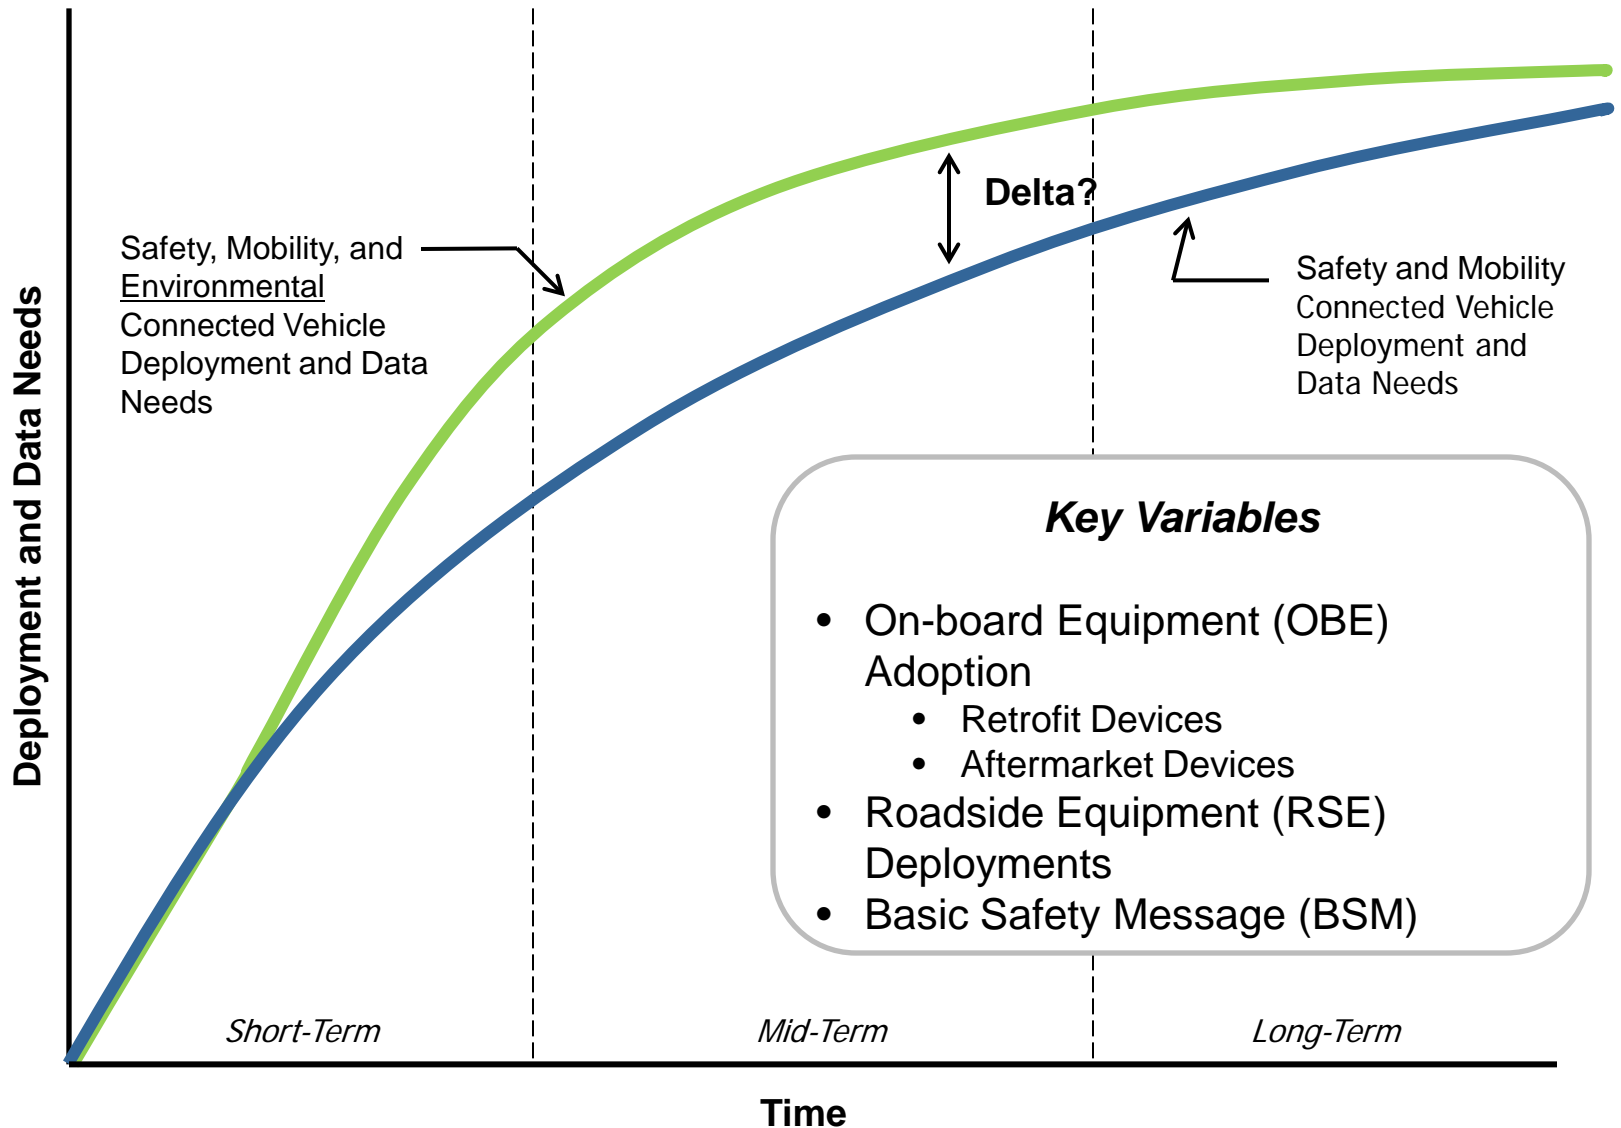 Deployment and Data Needs
Safety, Mobility, and
Environmental
Connected Vehicle
Deployment and Data
Needs
Delta?
Safety and Mobility
Connected Vehicle
Deployment and
Data Needs
Key Variables
• On-board Equipment (OBE)
Adoption
• Retrofit Devices
• Aftermarket Devices
• Roadside Equipment (RSE)
Deployments
• Basic Safety Message (BSM)
Short-Term
Mid-Term
Long-Term
Time